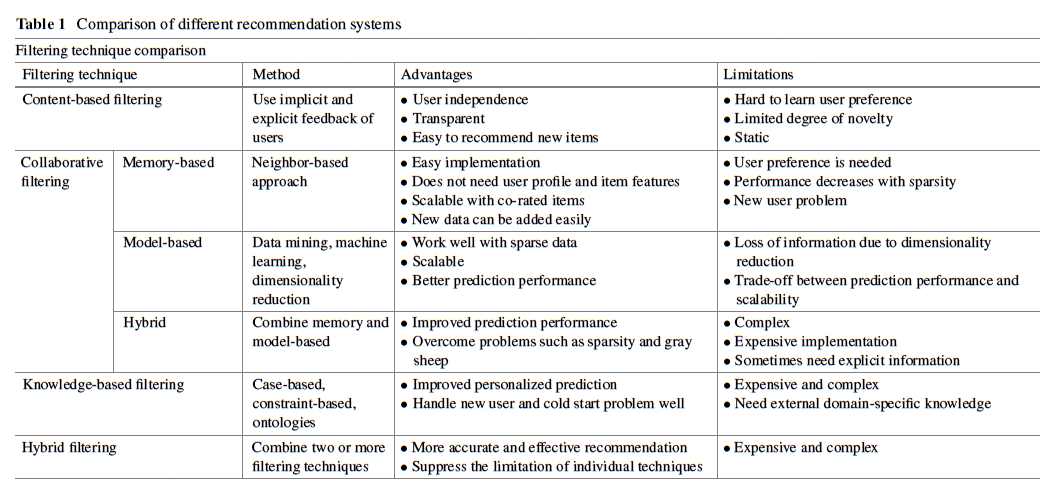 Table 1 Comparison of different recommendation systems
Filtering technique comparison
Filtering technique Method Advantages Limitations
Content-based filtering Use implicit and explicit feedback of users
• User independence
• Transparent
• Easy to recommend new items
• Hard to learn user preference
• Limited degree of novelty
• Static
Collaborative filtering
Memory-based Neighbor-based approach
• Easy implementation
• Does not need user profile and item features
• Scalable with co-rated items
• New data can be added easily
• User preference is needed
• Performance decreases with sparsity
• New user problem
Model-based Data mining, machine learning, dimensionality reduction
• Work well with sparse data
• Scalable
• Better prediction performance
• Loss of information due to dimensionality reduction
• Trade-off between prediction performance and scalability
Hybrid Combine memory and model-based
• Improved prediction performance
• Overcome problems such as sparsity and gray sheep
• Complex
• Expensive implementation
• Sometimes need explicit information
Knowledge-based filtering Case-based, constraint-based, ontologies
• Improved personalized prediction
• Handle new user and cold start problem well
• Expensive and complex
• Need external domain-specific knowledge
Hybrid filtering Combine two or more filtering techniques
• More accurate and effective recommendation
• Suppress the limitation of individual techniques
• Expensive and complex